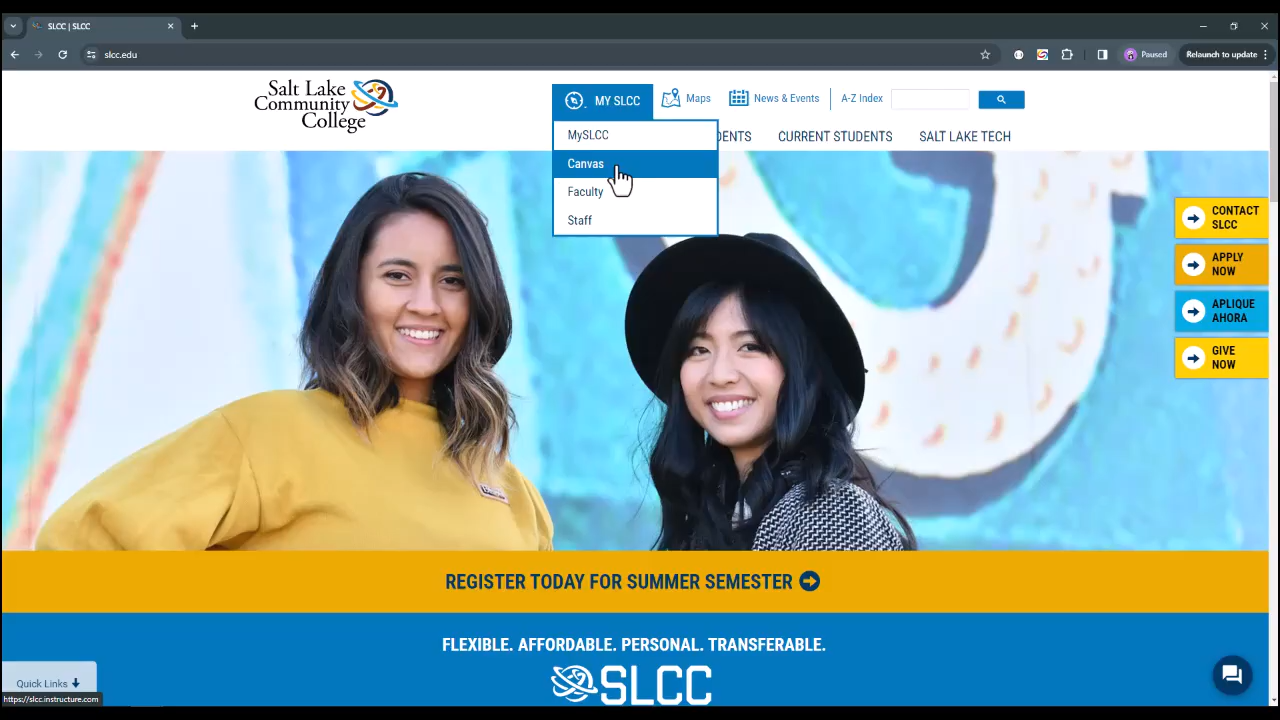 SLCC | SLCC
slcc.edu
Paused
Relaunch to update
Salt Lake
Community
College
MY SLCC
Maps
News & Events
A-Z Index
MySLCC
DENTS
CURRENT STUDENTS
SALT LAKE TECH
Canvas
Faculty
Staff
CONTACT
SLCC
APPLY
NOW
APLIQUE
AHORA
GIVE
NOW
REGISTER TODAY FOR SUMMER SEMESTER
FLEXIBLE. AFFORDABLE. PERSONAL. TRANSFERABLE.
SLCC
Quick Links
https://slcc.instructure.com